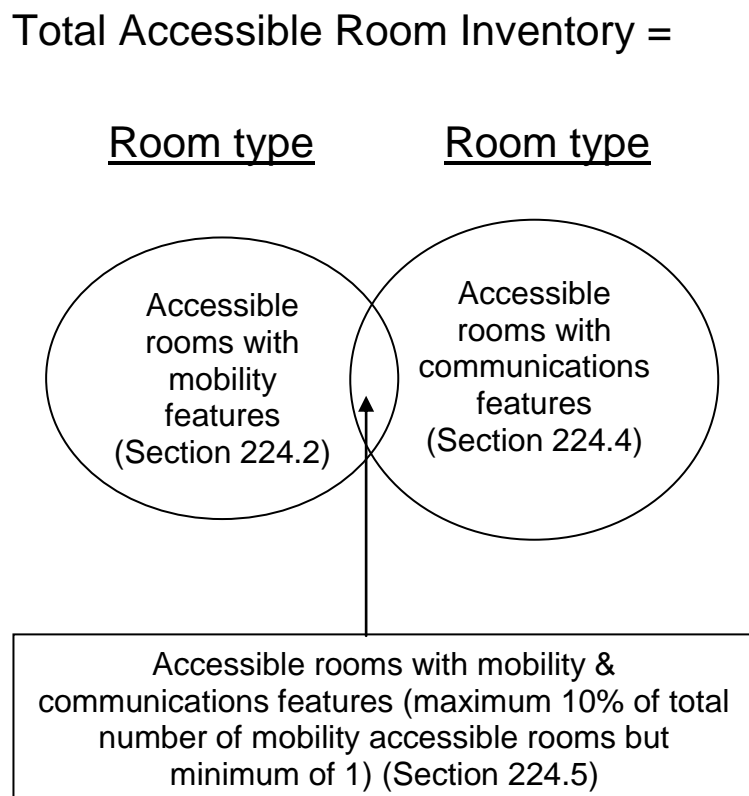 Total Accessible Room Inventory =
Room type
Room type
Accessible
rooms with
mobility
features
(Section 224.2)
Accessible
rooms with
communications
features
(Section 224.4)
Accessible rooms with mobility &
communications features (maximum 10% of total
number of mobility accessible rooms but
minimum of 1) (Section 224.5)